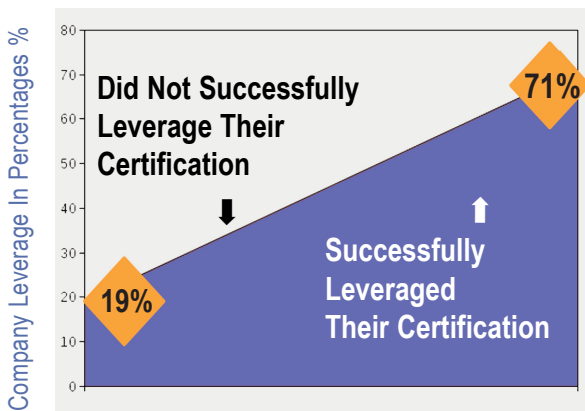 Company Leverage In Percentages %
80
70
60
50
40
30
20
10
0
Did Not Successfully
Leverage Their
Certification
71%
19%
Successfully
Leveraged
Their Certification